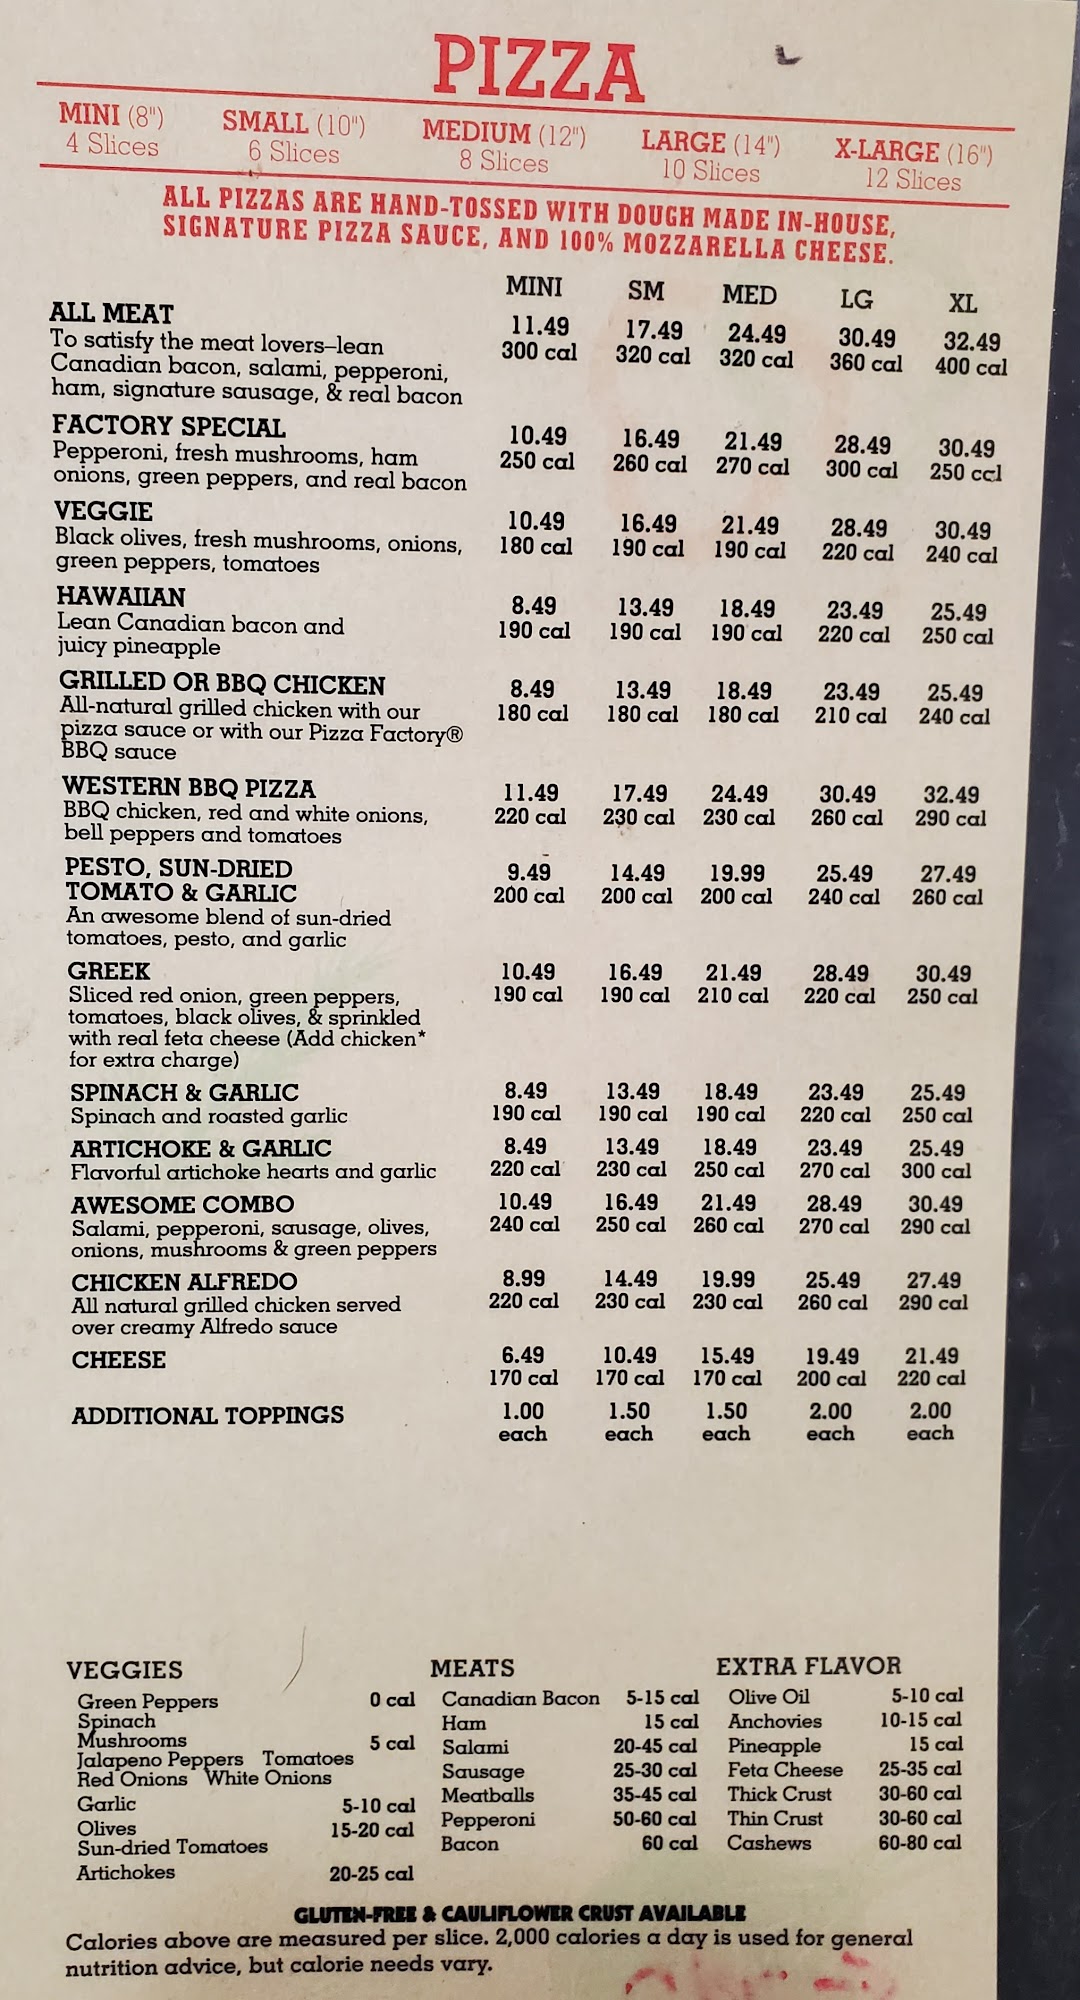 PIZZA
MINI (8") SMALL (10") MEDIUM (12") LARGE (14") X-LARGE (16")
4 Slices 6 Slices 8 Slices 10 Slices 12 Slices
ALL PIZZAS ARE HAND-TOSSED WITH DOUGH MADE IN-HOUSE,
SIGNATURE PIZZA SAUCE, AND 100% MOZZARELLA CHEESE.
MINI SM MED LG XL
ALL MEAT 11.49 17.49 24.49 30.49 32.49
To satisfy the meat lovers–lean 300 cal 320 cal 320 cal 360 cal 400 cal
Canadian bacon, salami, pepperoni,
ham, signature sausage, & real bacon
FACTORY SPECIAL 10.49 16.49 21.49 28.49 30.49
Pepperoni, fresh mushrooms, ham 250 cal 260 cal 270 cal 300 cal 250 cal
onions, green peppers, and real bacon
VEGGIE 10.49 16.49 21.49 28.49 30.49
Black olives, fresh mushrooms, onions, 180 cal 190 cal 190 cal 220 cal 240 cal
green peppers, tomatoes
HAWAIIAN 8.49 13.49 18.49 23.49 25.49
Lean Canadian bacon and 190 cal 190 cal 190 cal 220 cal 250 cal
juicy pineapple
GRILLED OR BBQ CHICKEN 8.49 13.49 18.49 23.49 25.49
All-natural grilled chicken with our 180 cal 180 cal 180 cal 210 cal 240 cal
pizza sauce or with our Pizza Factory®
BBQ sauce
WESTERN BBQ PIZZA 11.49 17.49 24.49 30.49 32.49
BBQ chicken, red and white onions, 220 cal 230 cal 230 cal 260 cal 290 cal
bell peppers and tomatoes
PESTO, SUN-DRIED 9.49 14.49 19.99 25.49 27.49
TOMATO & GARLIC 200 cal 200 cal 200 cal 240 cal 260 cal
An awesome blend of sun-dried
tomatoes, pesto, and garlic
GREEK 10.49 16.49 21.49 28.49 30.49
Sliced red onion, green peppers, 190 cal 190 cal 210 cal 220 cal 250 cal
tomatoes, black olives, & sprinkled
with real feta cheese (Add chicken*
for extra charge)
SPINACH & GARLIC 8.49 13.49 18.49 23.49 25.49
Spinach and roasted garlic 190 cal 190 cal 190 cal 220 cal 250 cal
ARTICHOKE & GARLIC 8.49 13.49 18.49 23.49 25.49
Flavorful artichoke hearts and garlic 220 cal 230 cal 250 cal 270 cal 300 cal
AWESOME COMBO 10.49 16.49 21.49 28.49 30.49
Salami, pepperoni, sausage, olives, 240 cal 250 cal 260 cal 270 cal 290 cal
onions, mushrooms & green peppers
CHICKEN ALFREDO 8.99 14.49 19.99 25.49 27.49
All natural grilled chicken served 220 cal 230 cal 230 cal 260 cal 290 cal
over creamy Alfredo sauce
CHEESE 6.49 10.49 15.49 19.49 21.49
170 cal 170 cal 170 cal 200 cal 220 cal
ADDITIONAL TOPPINGS 1.00 1.50 1.50 2.00 2.00
each each each each each
VEGGIES
Green Peppers 0 cal
Spinach
Mushrooms 5 cal
Jalapeno Peppers Tomatoes
Red Onions White Onions
Garlic 5-10 cal
Olives 15-20 cal
Sun-dried Tomatoes
Artichokes 20-25 cal
MEATS
Canadian Bacon 5-15 cal
Ham 15 cal
Salami 20-45 cal
Sausage 25-30 cal
Meatballs 35-45 cal
Pepperoni 50-60 cal
Bacon 60 cal
EXTRA FLAVOR
Olive Oil 5-10 cal
Anchovies 10-15 cal
Pineapple 15 cal
Feta Cheese 25-35 cal
Thick Crust 30-60 cal
Thin Crust 30-60 cal
Cashews 60-80 cal
GLUTEN-FREE & CAULIFLOWER CRUST AVAILABLE
Calories above are measured per slice. 2,000 calories a day is used for general
nutrition advice, but calorie needs vary.